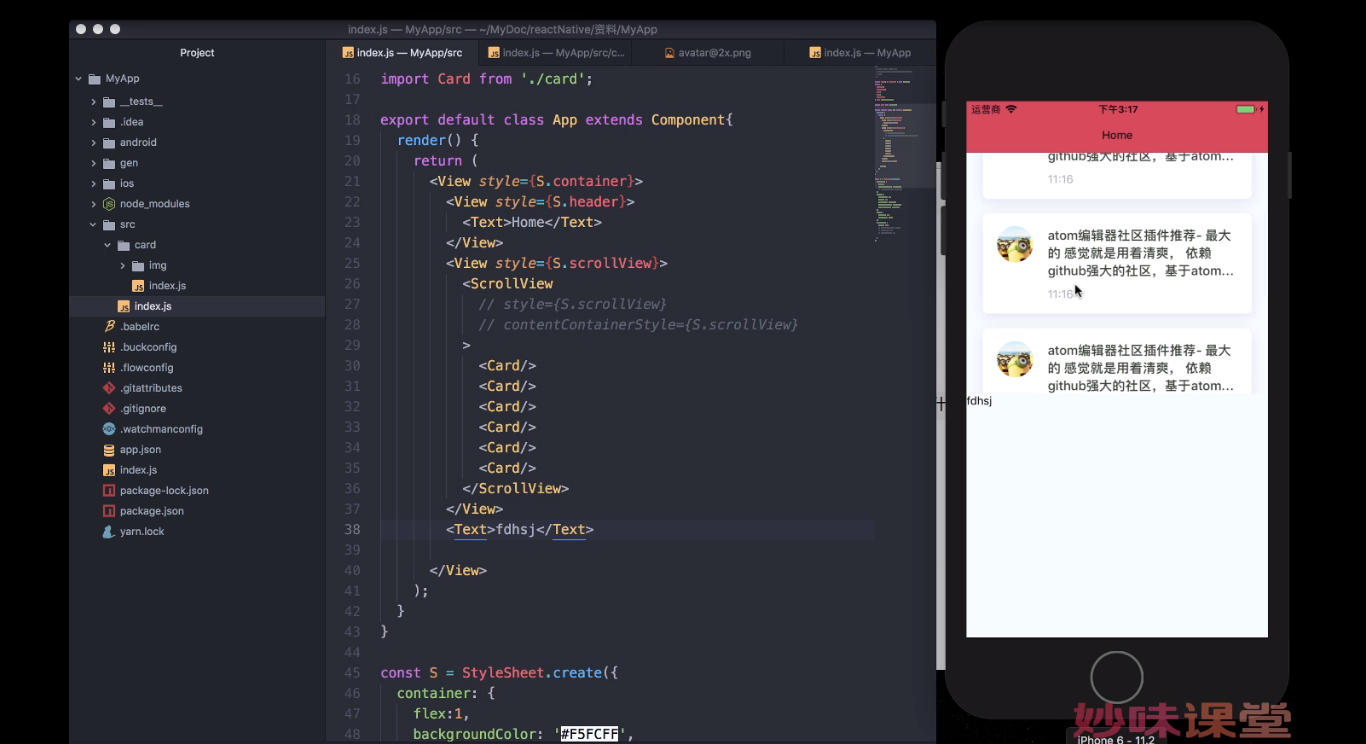 index.js — MyApp/src — ~/MyDoc/reactNative/资料/MyApp
Project
index.js — MyApp/src
index.js — MyApp/src/c...
avatar@2x.png
index.js — MyApp
MyApp
__tests__
.idea
android
gen
ios
node_modules
src
card
img
index.js
index.js
.babelrc
.buckconfig
.flowconfig
.gitattributes
.gitignore
.watchmanconfig
app.json
index.js
package-lock.json
package.json
yarn.lock
16 import Card from './card';
17
18 export default class App extends Component{
19 render() {
20 return (
21 <View style={S.container}>
22 <View style={S.header}>
23 <Text>Home</Text>
24 </View>
25 <View style={S.scrollView}>
26 <ScrollView
27 // style={S.scrollView}
28 // contentContainerStyle={S.scrollView}
29 >
30 <Card/>
31 <Card/>
32 <Card/>
33 <Card/>
34 <Card/>
35 <Card/>
36 </ScrollView>
37 </View>
38 <Text>fdhsj</Text>
39
40 </View>
41 );
42 }
43 }
44
45 const S = StyleSheet.create({
46 container: {
47 flex:1,
48 backgroundColor: '#F5FCFF',
运营商 下午3:17
Home
github强大的社区，基于atom...
11:16
atom编辑器社区插件推荐- 最大
的 感觉就是用着清爽， 依赖
github强大的社区，基于atom...
11:16
atom编辑器社区插件推荐- 最大
的 感觉就是用着清爽， 依赖
github强大的社区，基于atom...
fdhsj
妙味课堂
iPhone 6 - 11.2